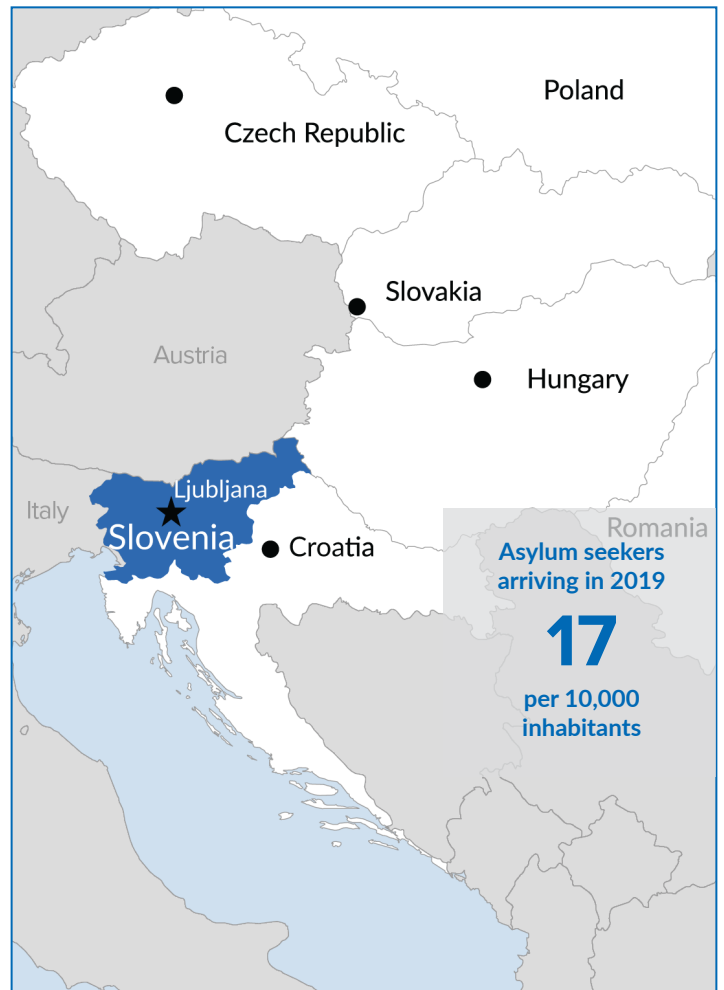 Poland
Czech Republic
Slovakia
Austria
Hungary
Ljubljana
Italy
Slovenia
Romania
Croatia
Asylum seekers
arriving in 2019
17
per 10,000
inhabitants